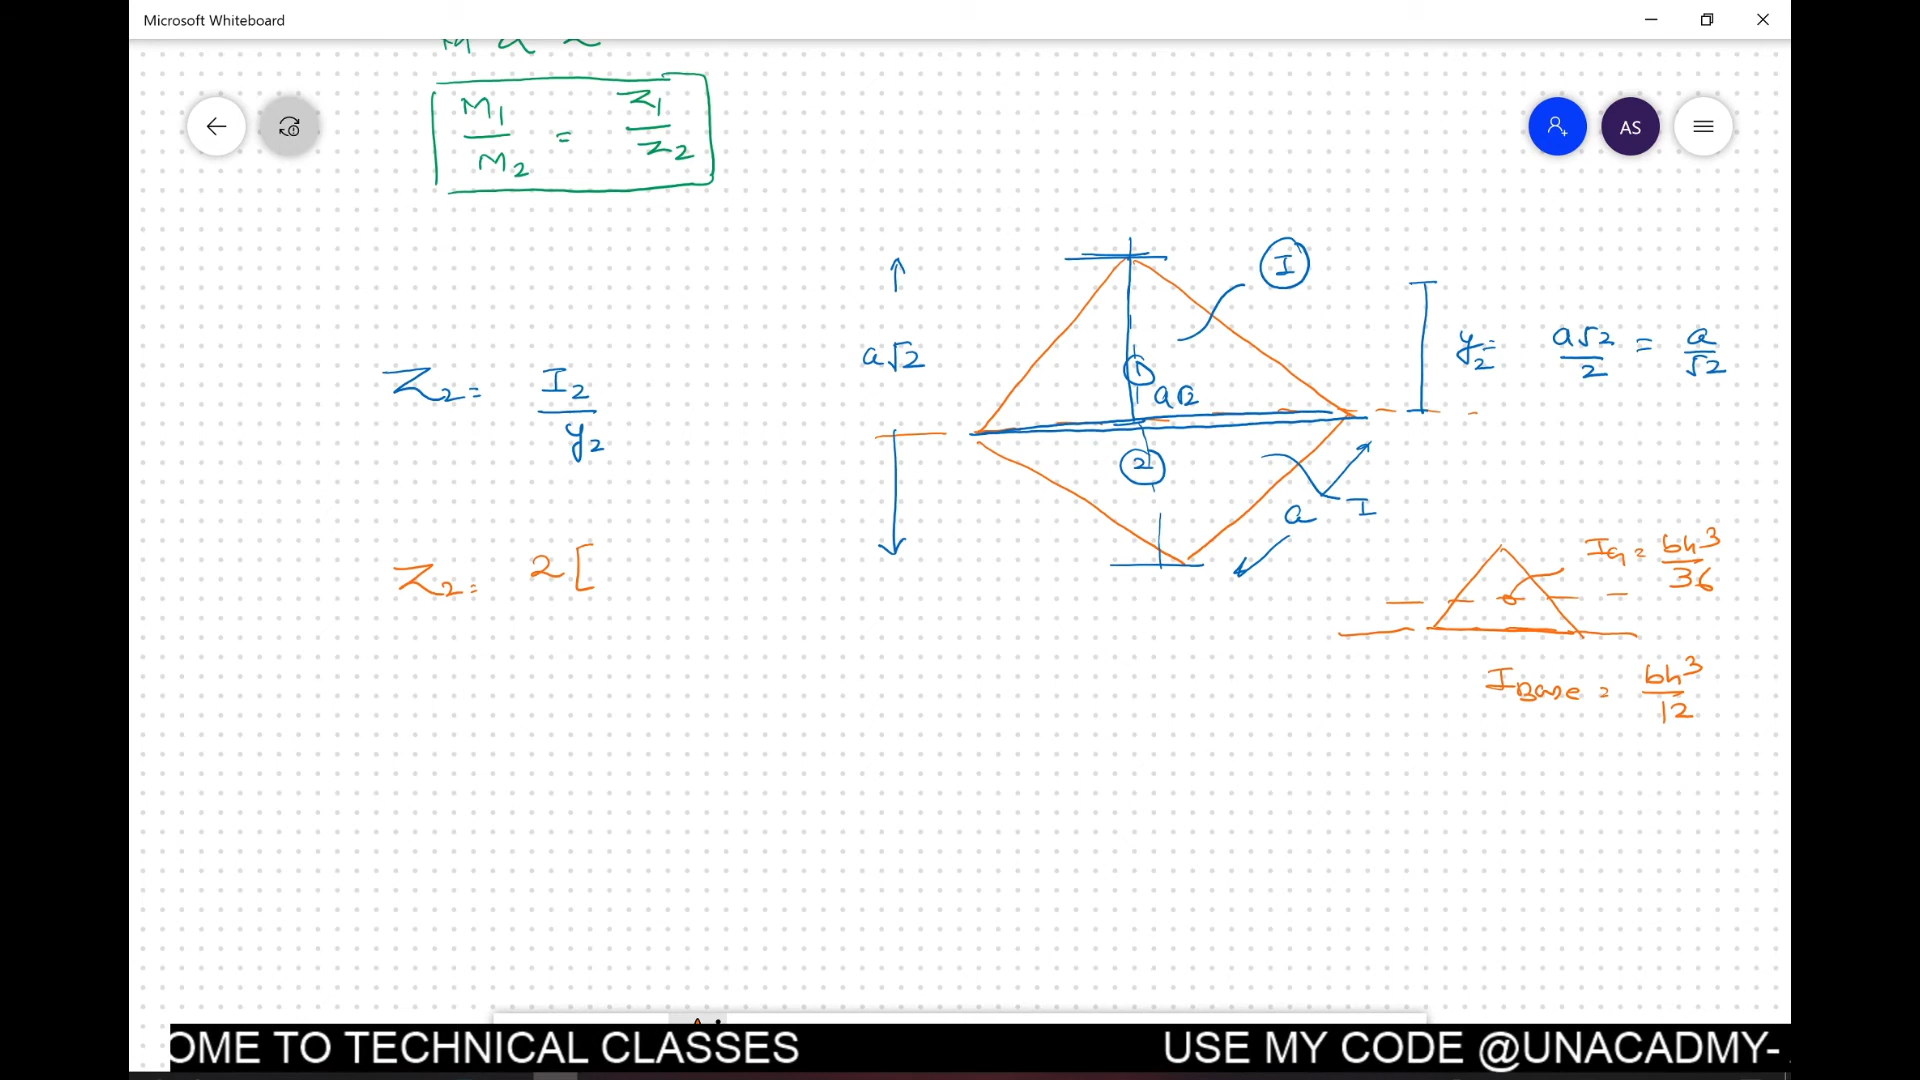 Microsoft Whiteboard
M α Z
M1/M2 = Z1/Z2
AS
I
a√2
y2 = a√2/2 = a/√2
Z2 = I2/y2
1
a√2
2
a
I
IG = bh³/36
Z2 = 2 [
IBase = bh³/12
OME TO TECHNICAL CLASSES
USE MY CODE @UNACADMY-